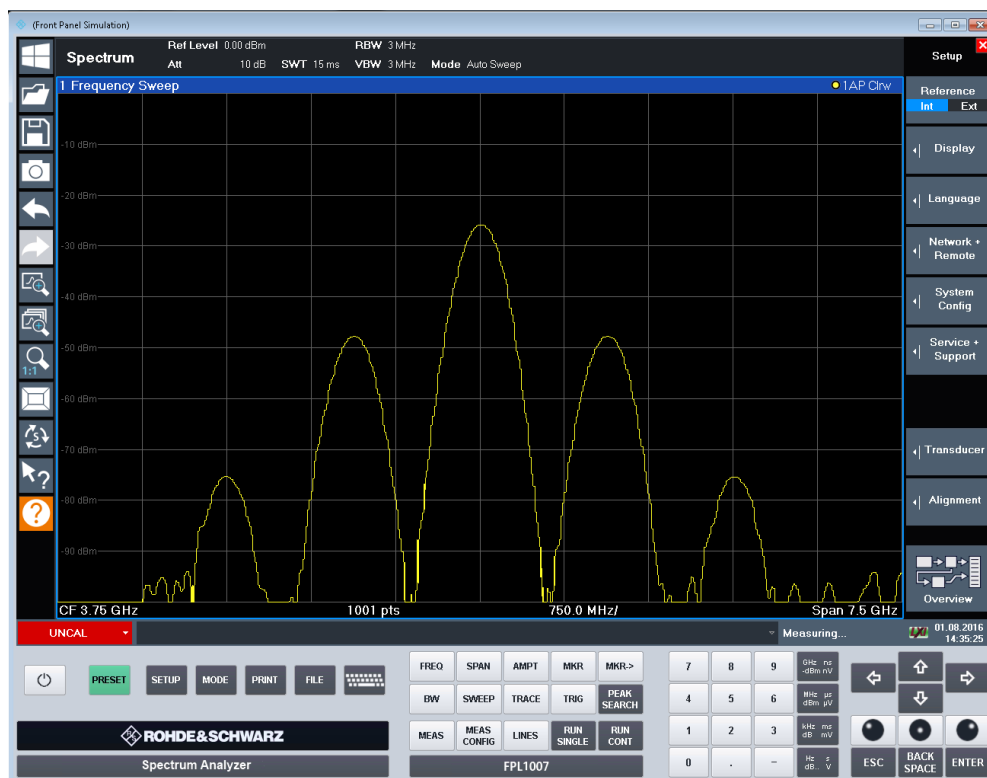 (Front Panel Simulation)
Spectrum
Ref Level 0.00 dBm RBW 3 MHz
Att 10 dB SWT 15 ms VBW 3 MHz Mode Auto Sweep
1 Frequency Sweep
1AP Clrw
-10 dBm
-20 dBm
-30 dBm
-40 dBm
-50 dBm
-60 dBm
-70 dBm
-80 dBm
-90 dBm
CF 3.75 GHz 1001 pts 750.0 MHz/ Span 7.5 GHz
1:1
S
?
?
Setup
Reference
Int Ext
Display
Language
Network +
Remote
System
Config
Service +
Support
Transducer
Alignment
Overview
UNCAL
Measuring...
LXI
01.08.2016
14:35:25
PRESET
SETUP
MODE
PRINT
FILE
FREQ
SPAN
AMPT
MKR
MKR->
BW
SWEEP
TRACE
TRIG
PEAK
SEARCH
MEAS
MEAS
CONFIG
LINES
RUN
SINGLE
RUN
CONT
7
8
9
GHz ns
-dBm nV
4
5
6
MHz µs
dBm µV
1
2
3
kHz ms
dB mV
0
.
-
Hz s
dB.. V
ESC
BACK
SPACE
ENTER
ROHDE&SCHWARZ
Spectrum Analyzer
FPL1007